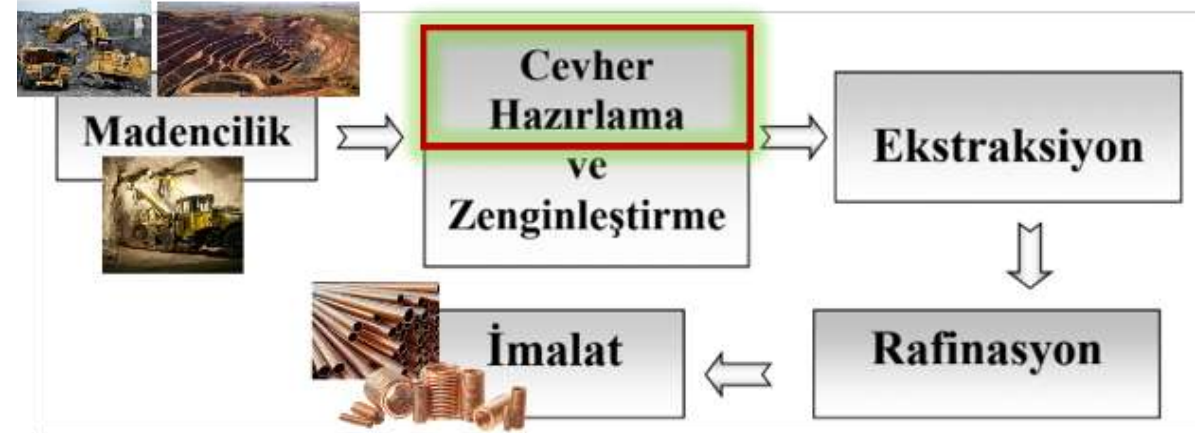 Madencilik
Cevher
Hazırlama
ve
Zenginleştirme
Ekstraksiyon
Rafinasyon
İmalat